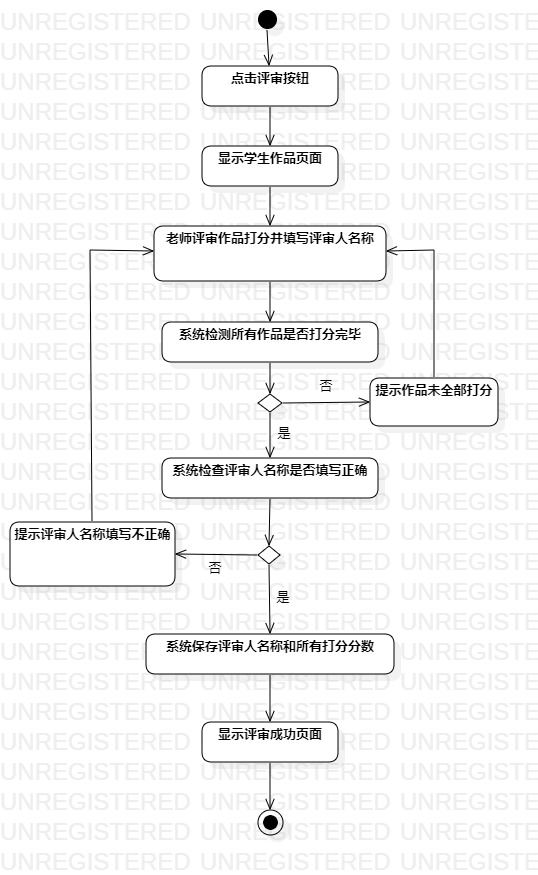 点击评审按钮
显示学生作品页面
老师评审作品打分并填写评审人名称
系统检测所有作品是否打分完毕
否
提示作品未全部打分
是
系统检查评审人名称是否填写正确
提示评审人名称填写不正确
否
是
系统保存评审人名称和所有打分分数
显示评审成功页面
UNREGISTERED UNREGISTERED UNREGISTE